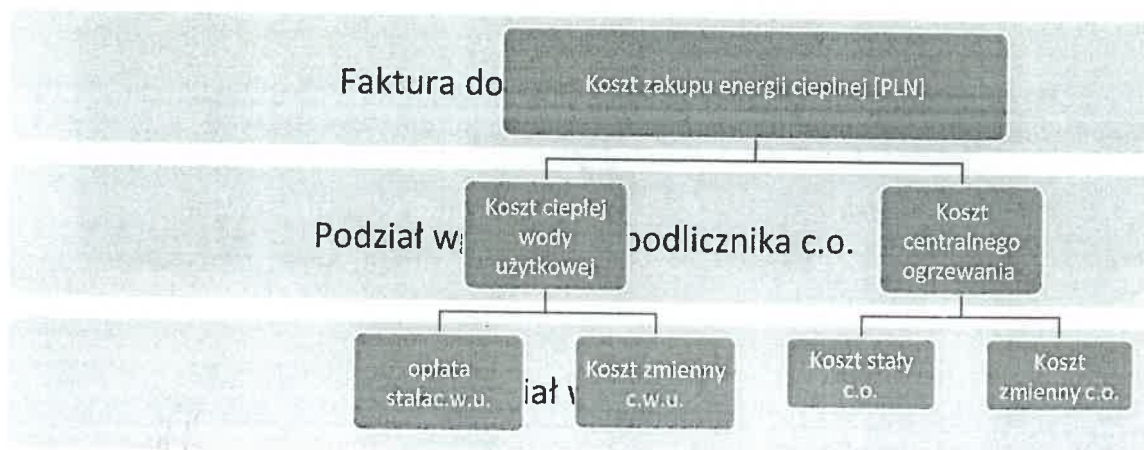 Faktura do
Koszt zakupu energii cieplnej [PLN]
Podział
Koszt ciepłej
wody
użytkowej
podlicznika c.o.
Koszt
centralnego
ogrzewania
opłata
stałac.w.u.
Koszt zmienny
c.w.u.
Koszt stały
c.o.
Koszt
zmienny c.o.